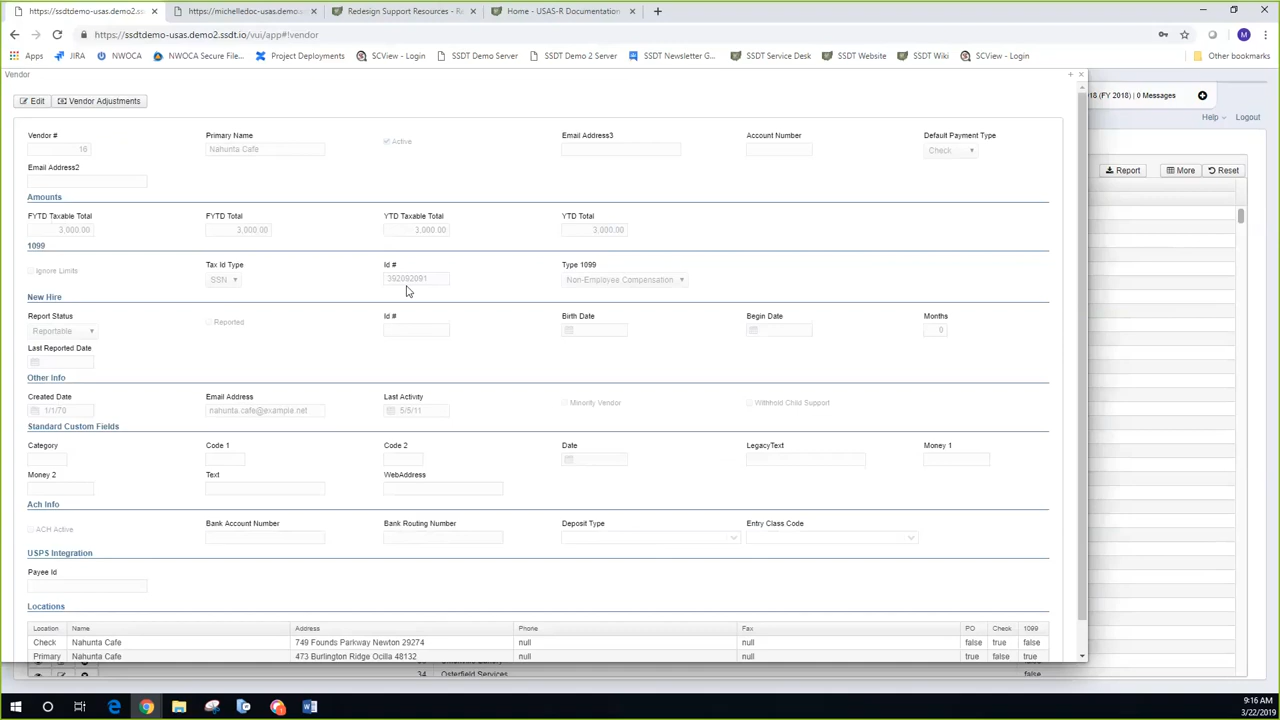 https://ssdtdemo-usas.demo2.ssdt.io
https://michelledoc-usas.demo
Redesign Support Resources - Re
Home - USAS-R Documentation
https://ssdtdemo-usas.demo2.ssdt.io/vui/app#!vendor
M
Apps JIRA NWOCA NWOCA Secure File... Project Deployments SCView - Login SSDT Demo Server SSDT Demo 2 Server SSDT Newsletter G... SSDT Service Desk SSDT Website SSDT Wiki SCView - Login Other bookmarks
Vendor
18 (FY 2018) | 0 Messages
Edit Vendor Adjustments
Help Logout
Vendor # Primary Name Active Email Address3 Account Number Default Payment Type
16 Nahunta Cafe Check
Email Address2
Report More Reset
Amounts
FYTD Taxable Total FYTD Total YTD Taxable Total YTD Total
3,000.00 3,000.00 3,000.00 3,000.00
1099
Ignore Limits Tax Id Type Id # Type 1099
SSN 392092091 Non-Employee Compensation
New Hire
Report Status Reported Id # Birth Date Begin Date Months
Reportable 0
Last Reported Date
Other Info
Created Date Email Address Last Activity Minority Vendor Withhold Child Support
1/1/70 nahunta.cafe@example.net 5/5/11
Standard Custom Fields
Category Code 1 Code 2 Date LegacyText Money 1
Money 2 Text WebAddress
Ach Info
ACH Active Bank Account Number Bank Routing Number Deposit Type Entry Class Code
USPS Integration
Payee Id
Locations
Location Name Address Phone Fax PO Check 1099
Check Nahunta Cafe 749 Founds Parkway Newton 29274 null null false true false
Primary Nahunta Cafe 473 Burlington Ridge Ocilla 48132 null null true false true
34 Osterfield Services false
9:16 AM
3/22/2019